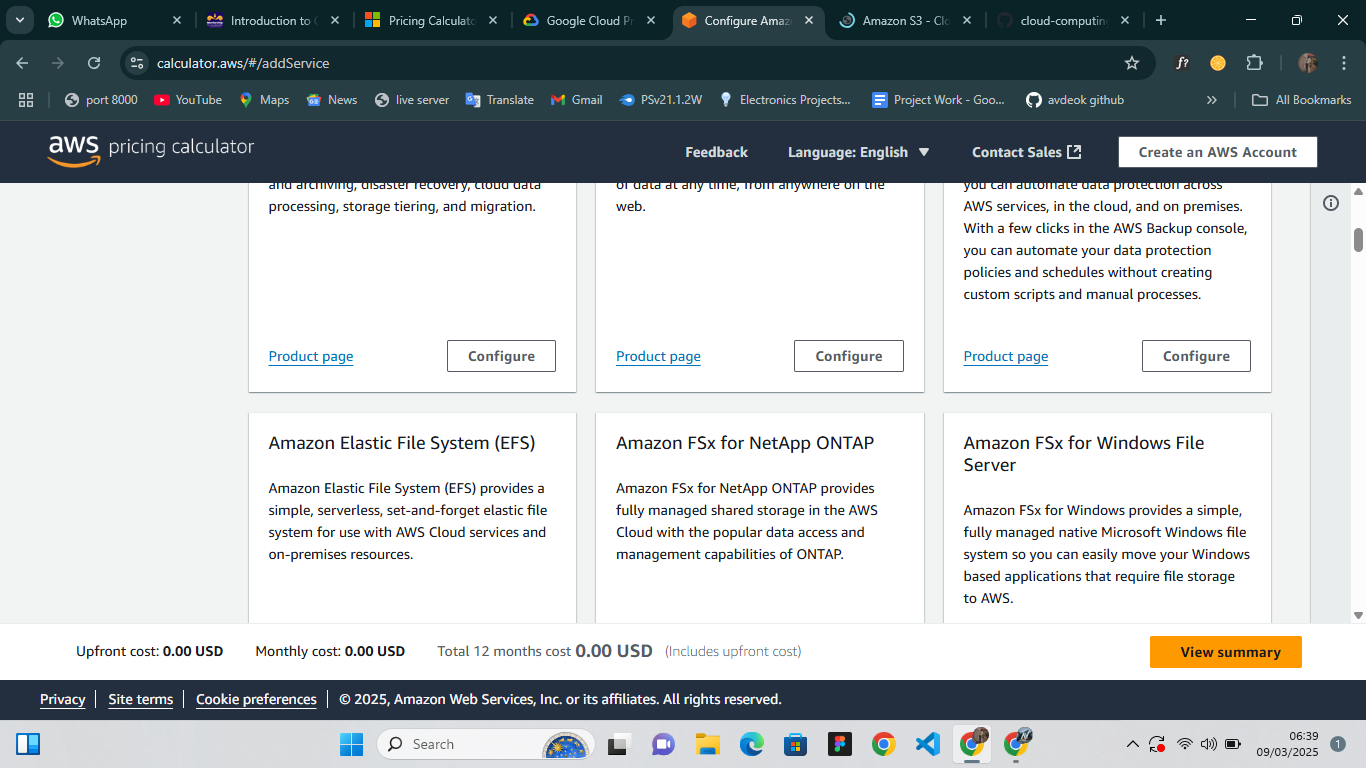 WhatsApp
Introduction to
Pricing Calculato
Google Cloud Pr
Configure Amaz
Amazon S3 - Clo
cloud-computing
calculator.aws/#/addService
port 8000
YouTube
Maps
News
live server
Translate
Gmail
PSv21.1.2W
Electronics Projects...
Project Work - Goo...
avdeok github
»
All Bookmarks
aws pricing calculator
Feedback
Language: English
Contact Sales
Create an AWS Account
and archiving, disaster recovery, cloud data
processing, storage tiering, and migration.
Product page
Configure
of data at any time, from anywhere on the
web.
Product page
Configure
you can automate data protection across
AWS services, in the cloud, and on premises.
With a few clicks in the AWS Backup console,
you can automate your data protection
policies and schedules without creating
custom scripts and manual processes.
Product page
Configure
Amazon Elastic File System (EFS)
Amazon Elastic File System (EFS) provides a
simple, serverless, set-and-forget elastic file
system for use with AWS Cloud services and
on-premises resources.
Amazon FSx for NetApp ONTAP
Amazon FSx for NetApp ONTAP provides
fully managed shared storage in the AWS
Cloud with the popular data access and
management capabilities of ONTAP.
Amazon FSx for Windows File
Server
Amazon FSx for Windows provides a simple,
fully managed native Microsoft Windows file
system so you can easily move your Windows
based applications that require file storage
to AWS.
Upfront cost: 0.00 USD
Monthly cost: 0.00 USD
Total 12 months cost 0.00 USD (Includes upfront cost)
View summary
Privacy
Site terms
Cookie preferences
© 2025, Amazon Web Services, Inc. or its affiliates. All rights reserved.
Search
06:39
09/03/2025
1